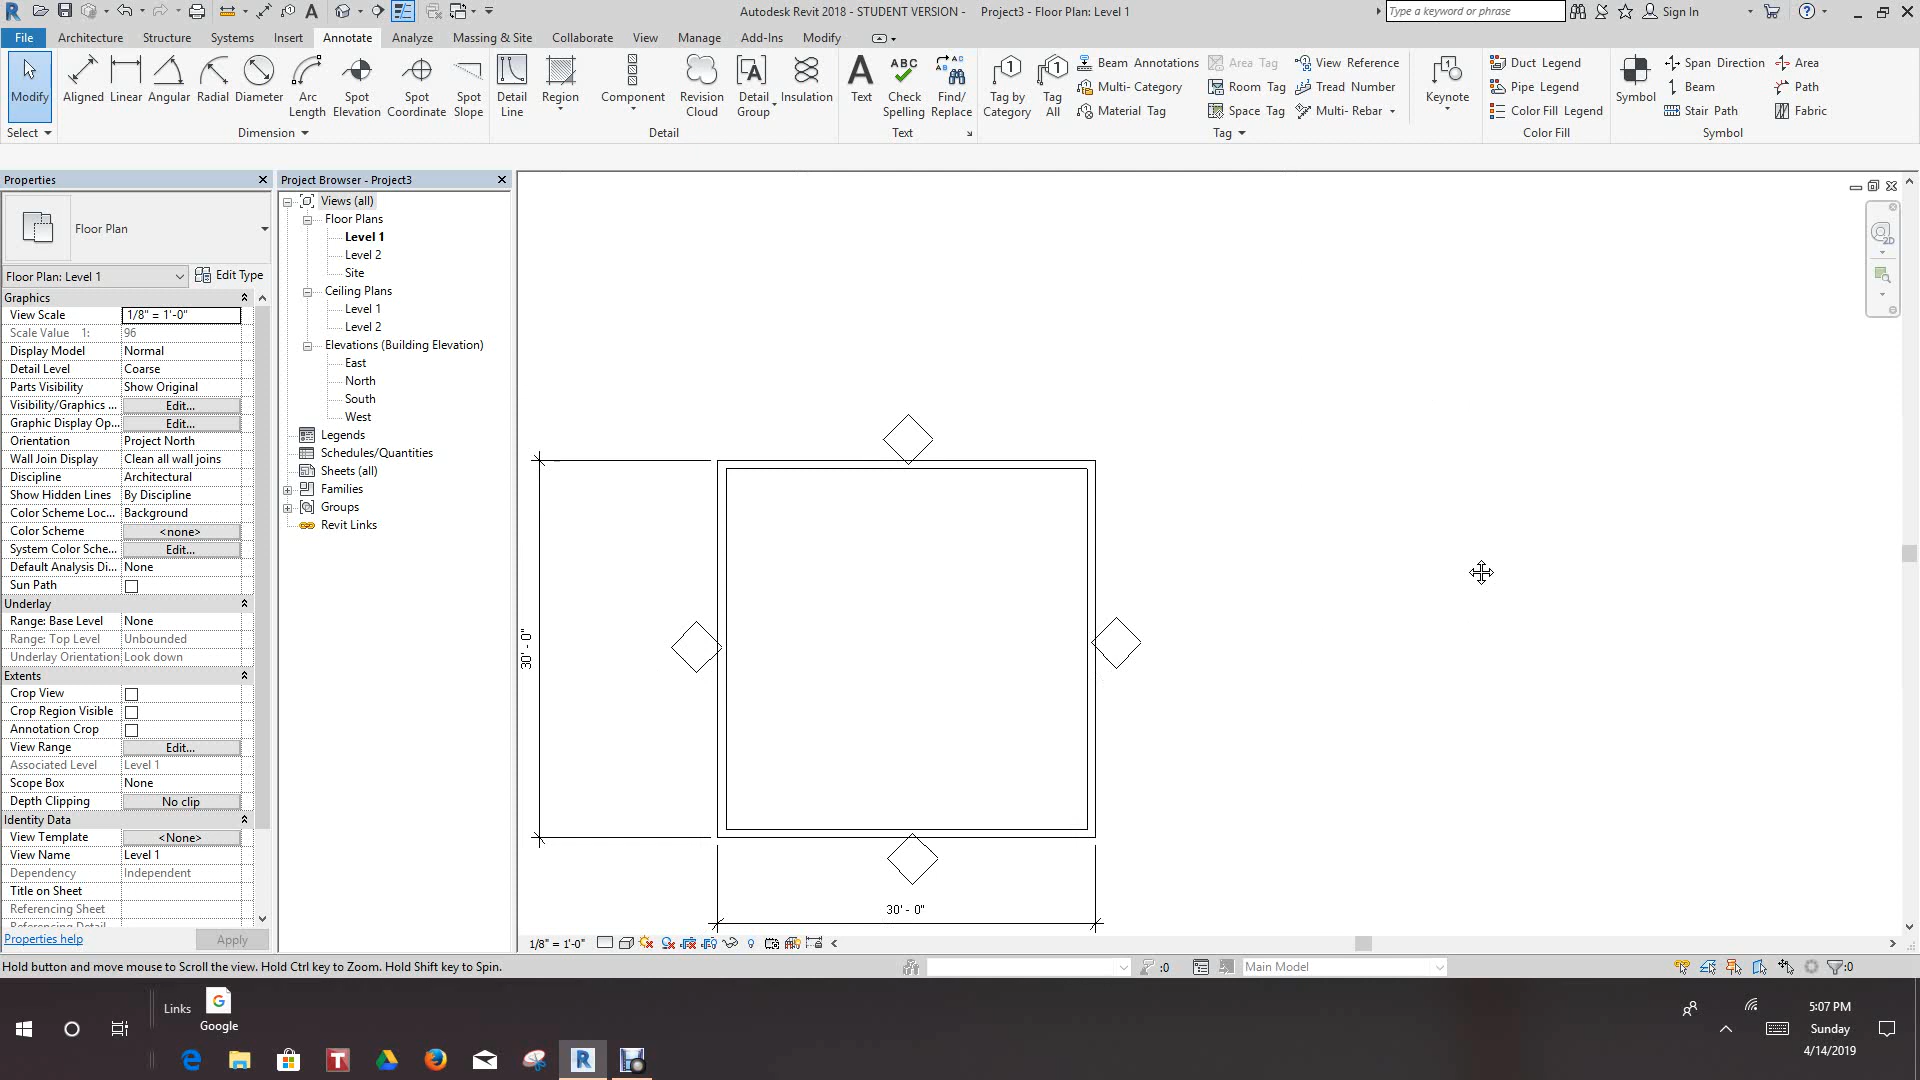 Autodesk Revit 2018 - STUDENT VERSION - Project3 - Floor Plan: Level 1
Type a keyword or phrase
Sign In
File Architecture Structure Systems Insert Annotate Analyze Massing & Site Collaborate View Manage Add-Ins Modify
Modify
Select
Aligned Linear Angular Radial Diameter Arc Length Spot Elevation Spot Coordinate Spot Slope
Dimension
Detail Line Region Component Revision Cloud Detail Group Insulation
Detail
Text Check Spelling Find/ Replace
Text
Tag by Category Tag All
Beam Annotations Area Tag View Reference
Multi- Category Room Tag Tread Number
Material Tag Space Tag Multi- Rebar
Tag
Keynote
Duct Legend
Pipe Legend
Color Fill Legend
Color Fill
Symbol
Span Direction Area
Beam Path
Stair Path Fabric
Symbol
Properties
Floor Plan
Floor Plan: Level 1 Edit Type
Graphics
View Scale 1/8" = 1'-0"
Scale Value 1: 96
Display Model Normal
Detail Level Coarse
Parts Visibility Show Original
Visibility/Graphics ... Edit...
Graphic Display Op... Edit...
Orientation Project North
Wall Join Display Clean all wall joins
Discipline Architectural
Show Hidden Lines By Discipline
Color Scheme Loc... Background
Color Scheme <none>
System Color Sche... Edit...
Default Analysis Di... None
Sun Path
Underlay
Range: Base Level None
Range: Top Level Unbounded
Underlay Orientation Look down
Extents
Crop View
Crop Region Visible
Annotation Crop
View Range Edit...
Associated Level Level 1
Scope Box None
Depth Clipping No clip
Identity Data
View Template <None>
View Name Level 1
Dependency Independent
Title on Sheet
Referencing Sheet
Referencing Detail
Properties help Apply
Project Browser - Project3
Views (all)
Floor Plans
Level 1
Level 2
Site
Ceiling Plans
Level 1
Level 2
Elevations (Building Elevation)
East
North
South
West
Legends
Schedules/Quantities
Sheets (all)
Families
Groups
Revit Links
2D
30' - 0"
30' - 0"
1/8" = 1'-0"
Hold button and move mouse to Scroll the view. Hold Ctrl key to Zoom. Hold Shift key to Spin.
:0
Main Model
:0
Links
Google
5:07 PM
Sunday
4/14/2019